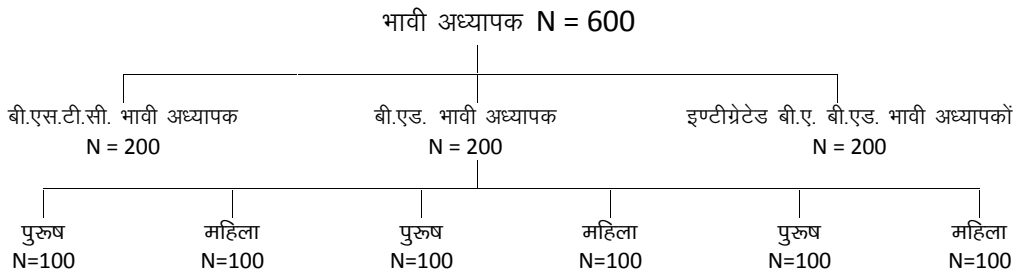 भावी अध्यापक N = 600
बी.एस.टी.सी. भावी अध्यापक बी.एड. भावी अध्यापक इण्टीग्रेटेड बी.ए. बी.एड. भावी अध्यापकों
N = 200 N = 200 N = 200
पुरूष महिला पुरूष महिला पुरूष महिला
N=100 N=100 N=100 N=100 N=100 N=100